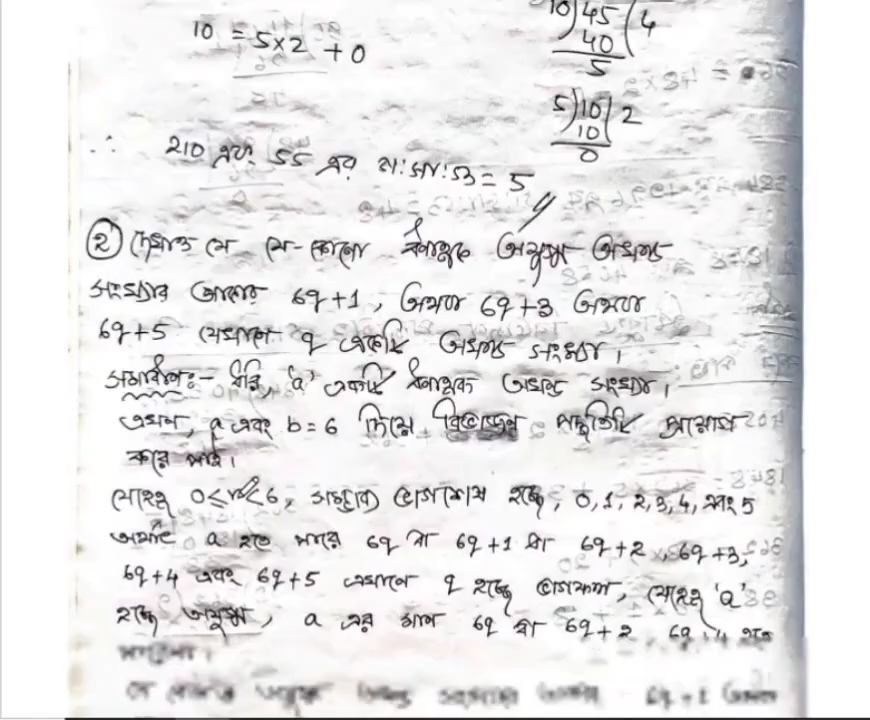 10 = 5×2 + 0
10)45(4
40
5
5)10(2
10
0
∴ 210 এবং 55 এর গ:সা:গু = 5
② দেখাও যে যে-কোনো ধনাত্মক অযুগ্ম অখণ্ড
সংখ্যার আকার 6q+1, অথবা 6q+3 অথবা
6q+5 যেখানে q একটি অখণ্ড সংখ্যা।
সমাধান:- ধরি, 'a' একটি ধনাত্মক অখণ্ড সংখ্যা।
এখন, a এবং b = 6 নিয়ে বিভাজন পদ্ধতিটি প্রয়োগ
করে পাই।
যেহেতু 0≤r<6, সম্ভাব্য ভাগশেষ হচ্ছে, 0, 1, 2, 3, 4, এবং 5
অর্থাৎ a হতে পারে 6q বা 6q+1 বা 6q+2, 6q+3,
6q+4 এবং 6q+5 এখানে q হচ্ছে ভাগফল, যেহেতু 'a'
হচ্ছে অযুগ্ম, a এর মান 6q বা 6q+2 6q+4 হতে